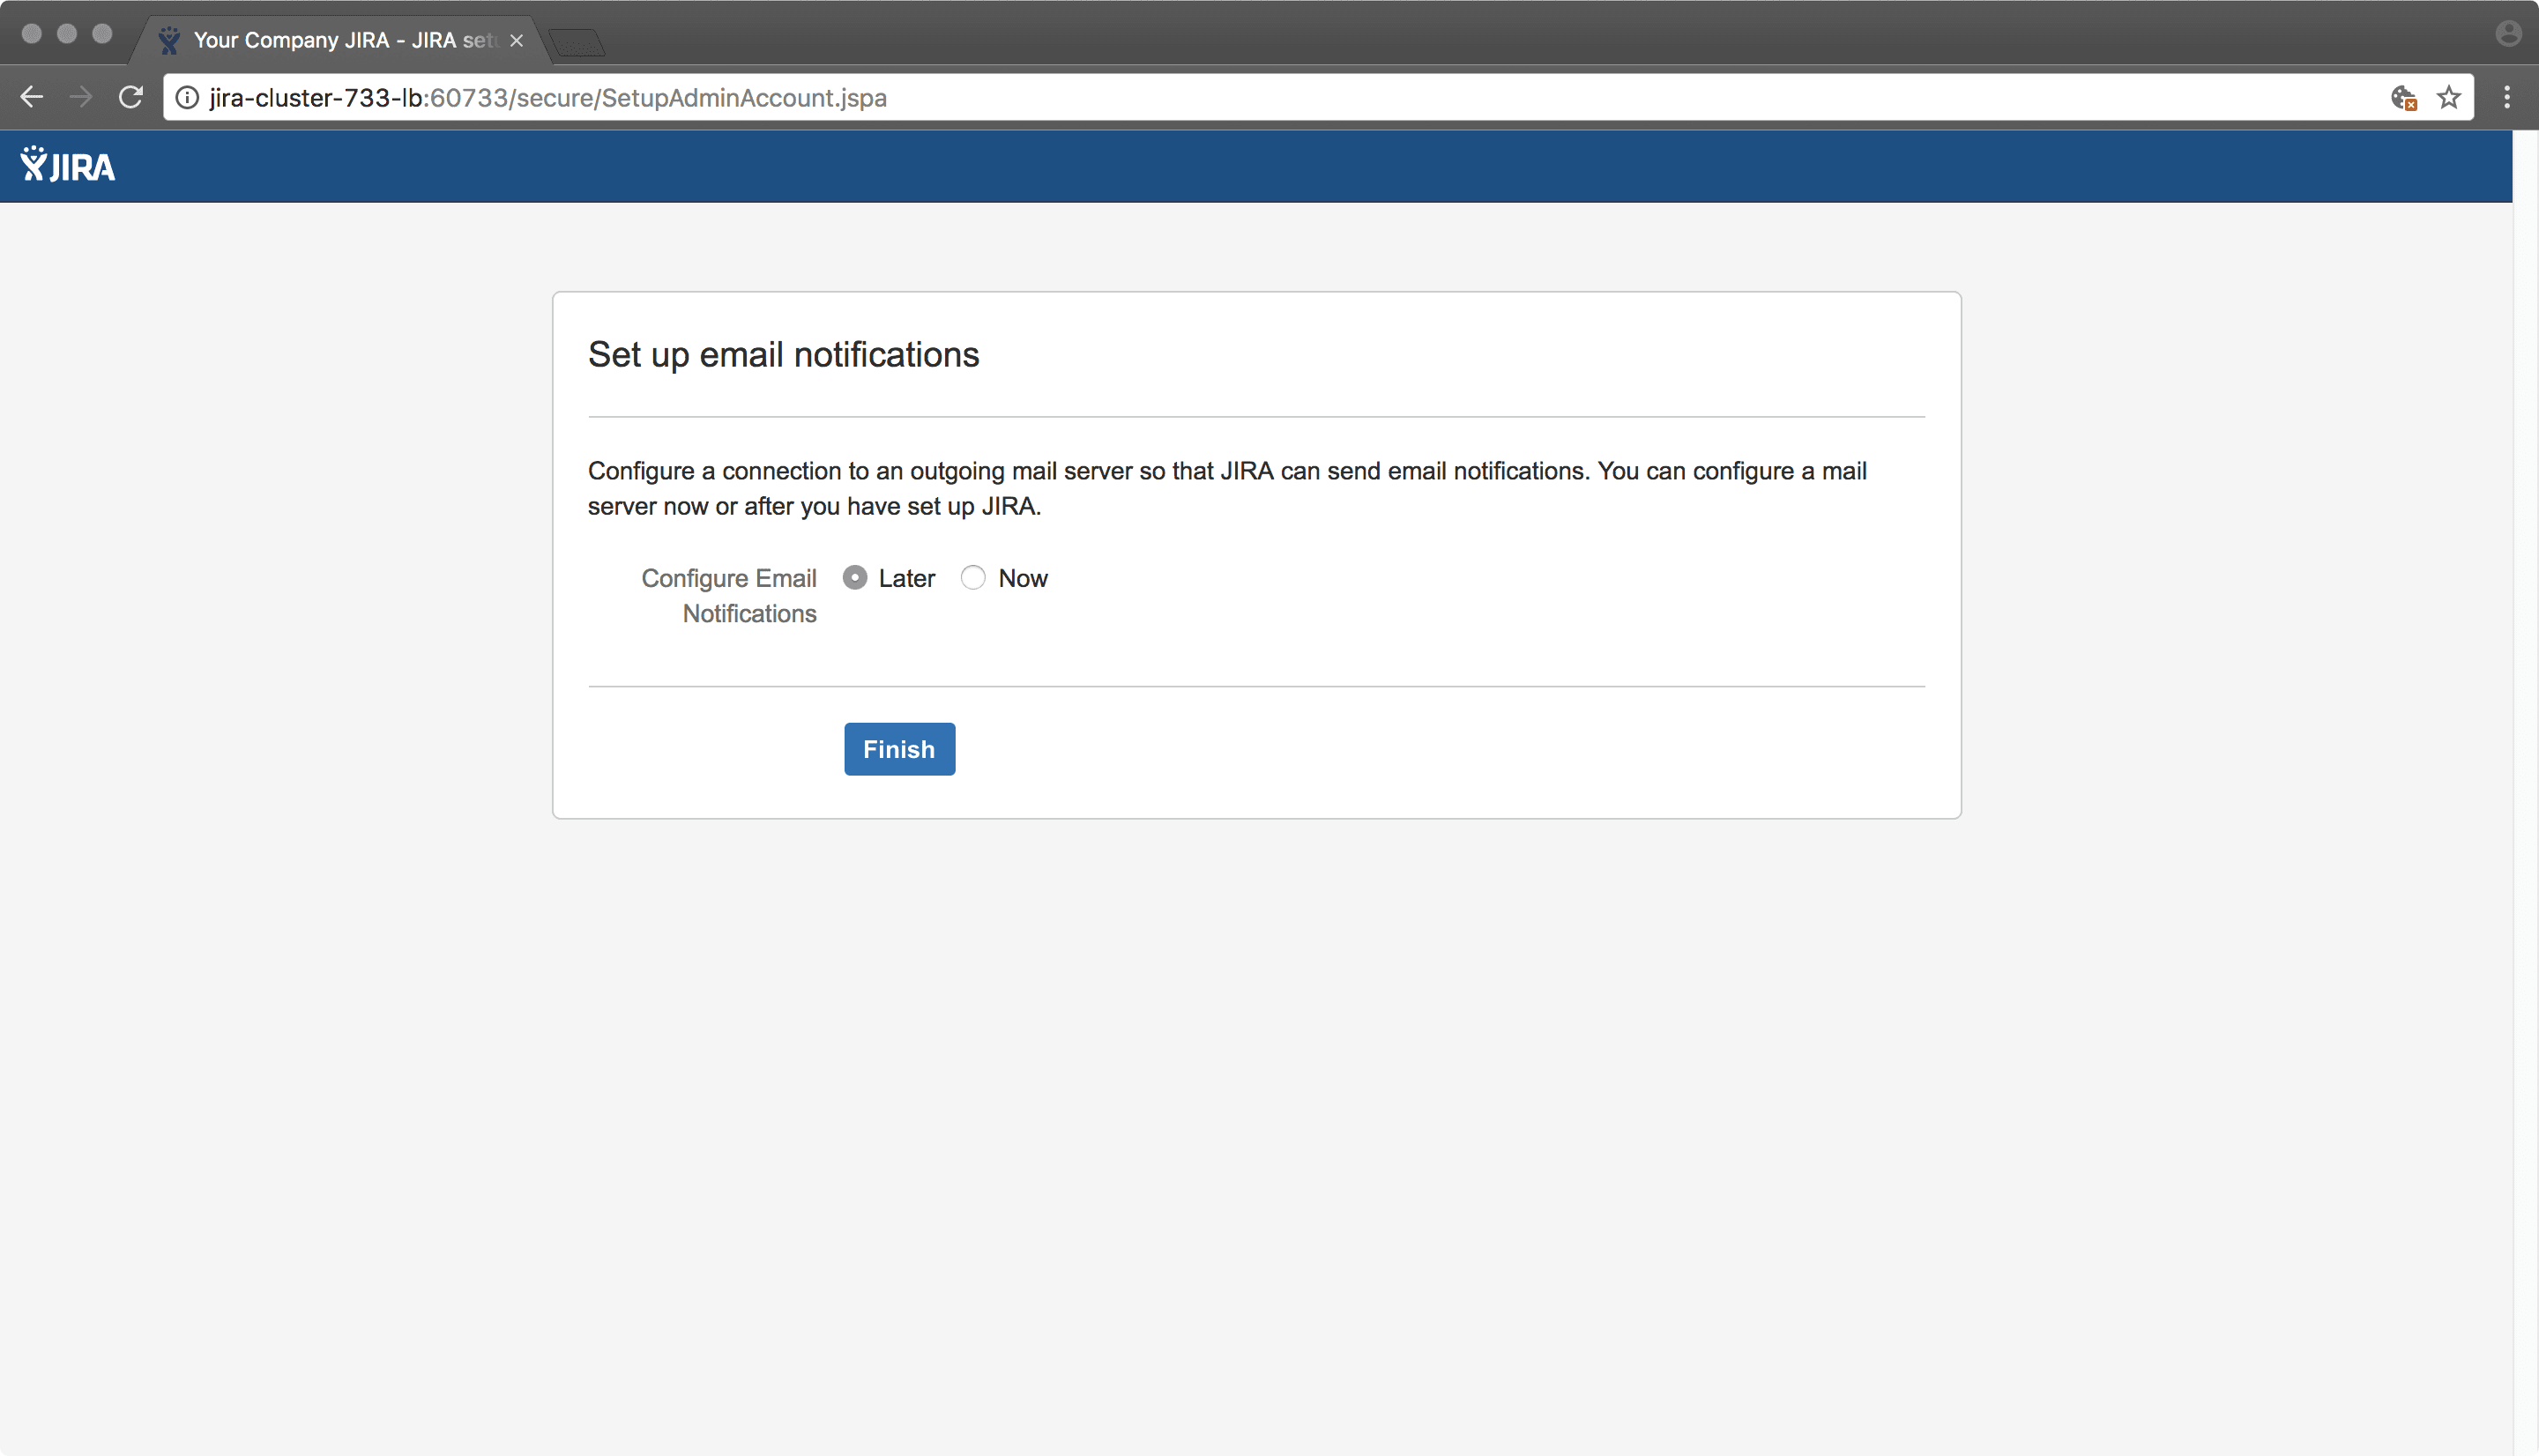 Your Company JIRA - JIRA setu
jira-cluster-733-lb:60733/secure/SetupAdminAccount.jspa
JIRA
Set up email notifications
Configure a connection to an outgoing mail server so that JIRA can send email notifications. You can configure a mail
server now or after you have set up JIRA.
Configure Email Later Now
Notifications
Finish